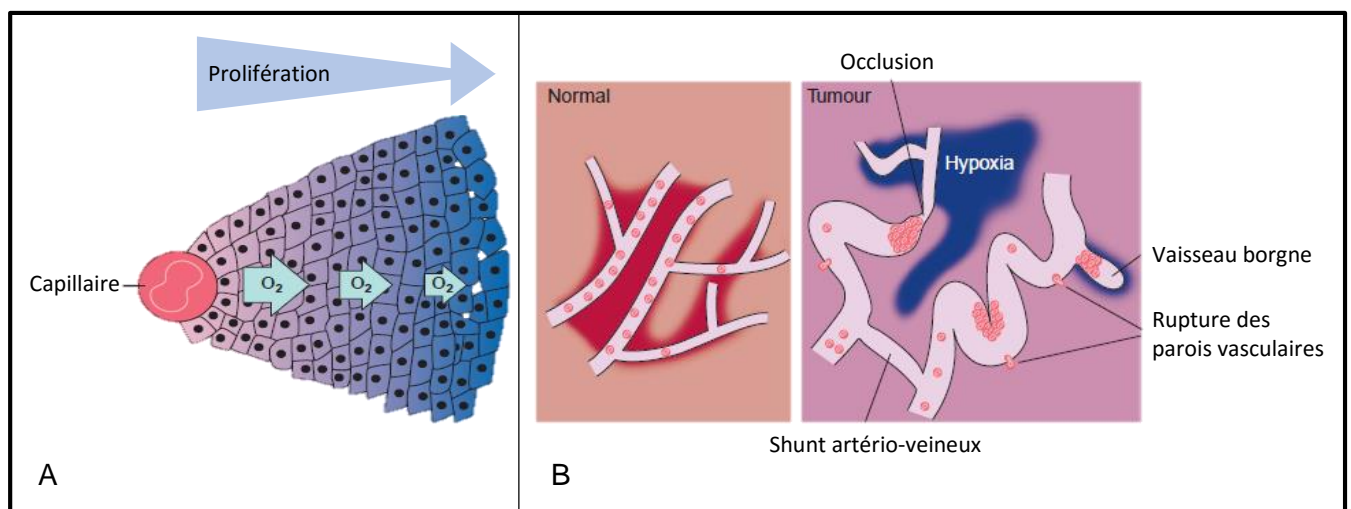 Prolifération
Capillaire
O₂
O₂
O₂
A
Occlusion
Normal
Tumour
Hypoxia
Vaisseau borgne
Rupture des
parois vasculaires
Shunt artério-veineux
B